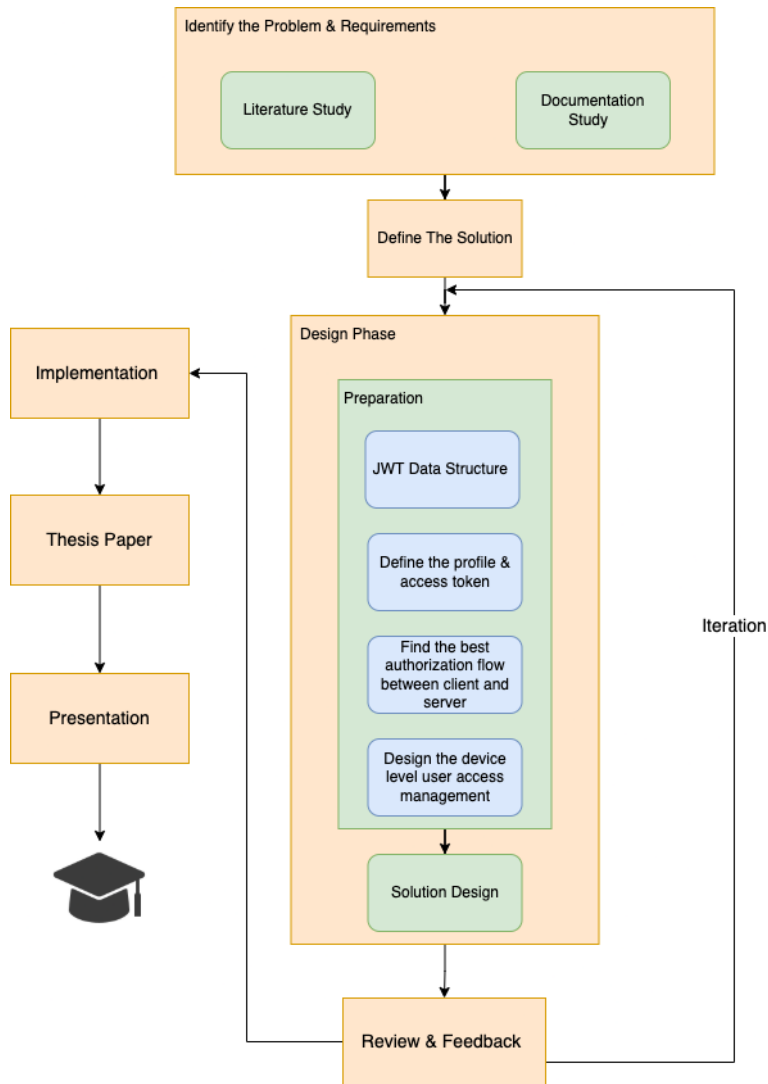 Identify the Problem & Requirements
Literature Study
Documentation
Study
Define The Solution
Design Phase
Preparation
JWT Data Structure
Define the profile &
access token
Find the best
authorization flow
between client and
server
Design the device
level user access
management
Solution Design
Review & Feedback
Iteration
Implementation
Thesis Paper
Presentation